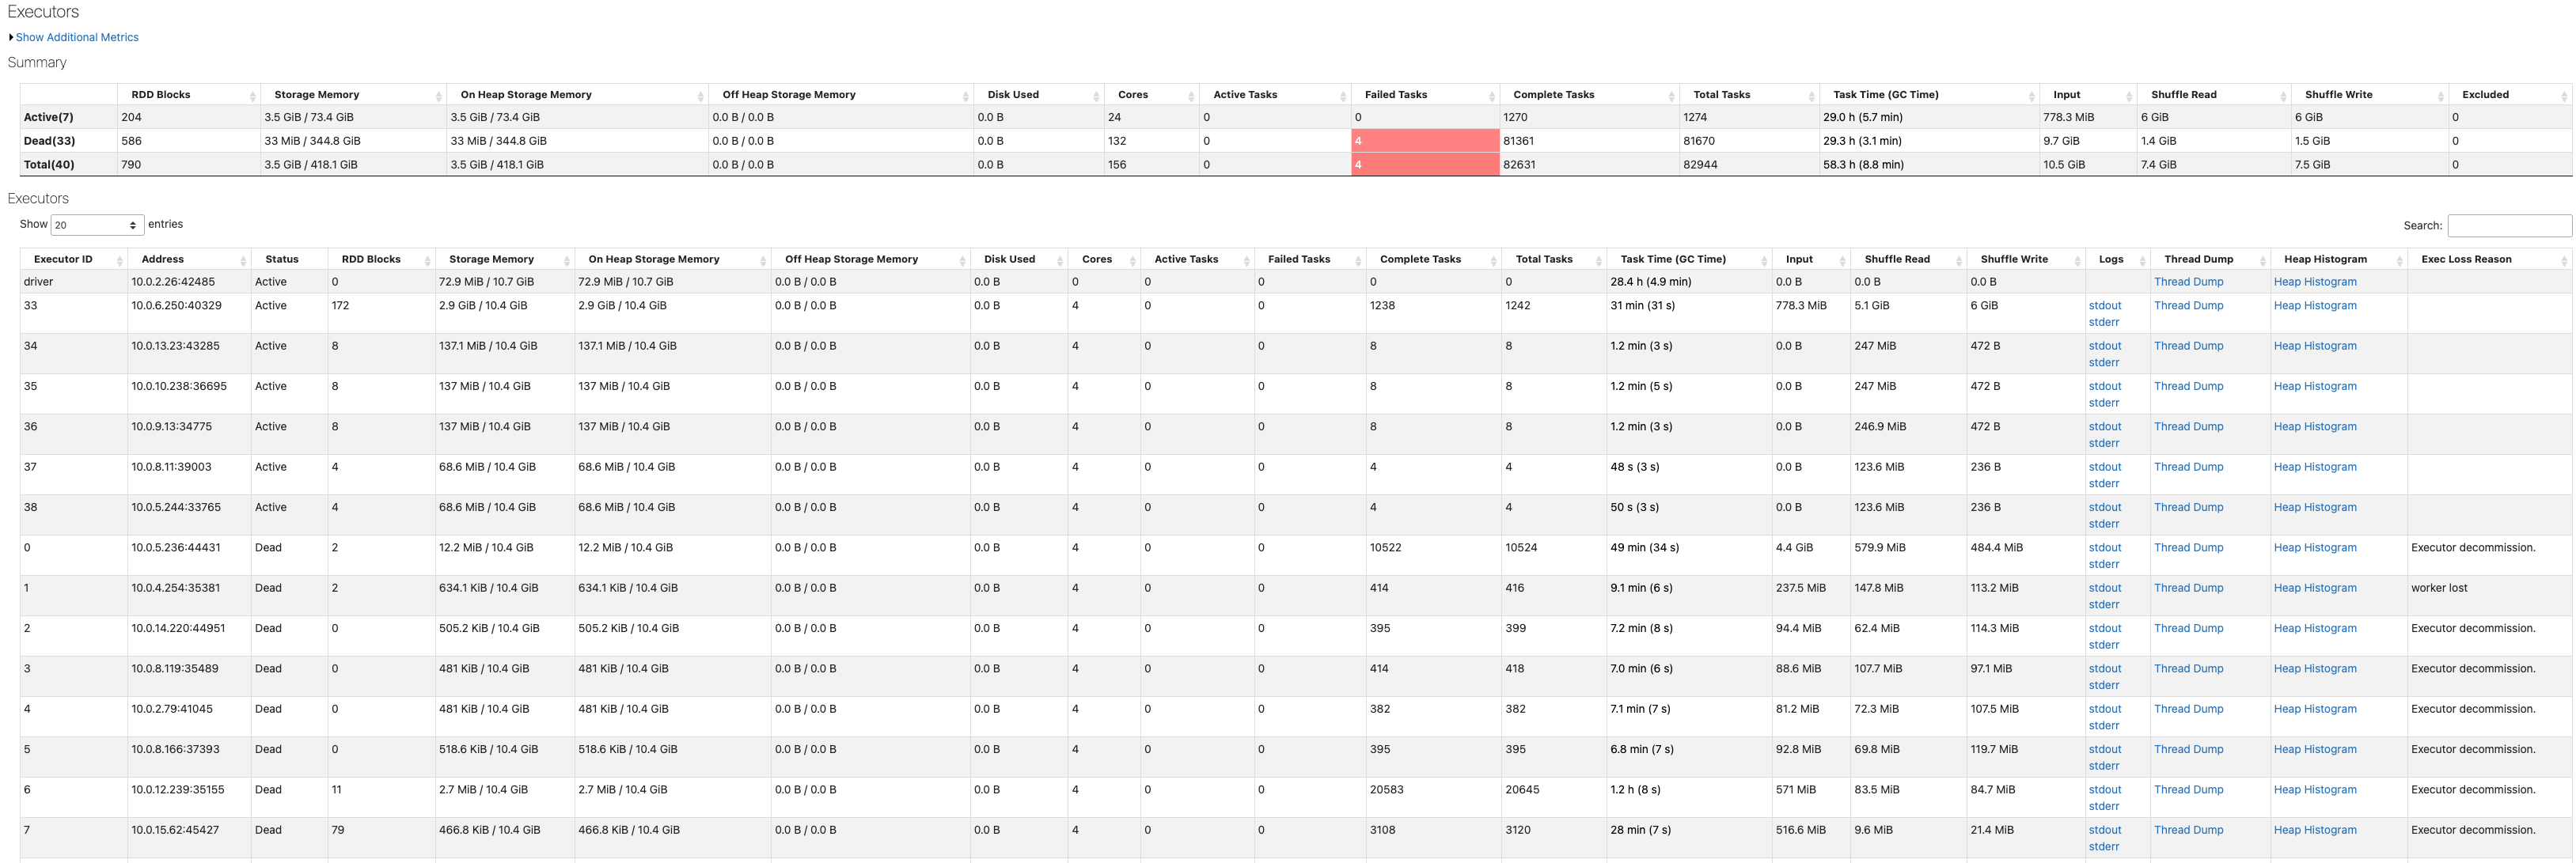 Executors
Show Additional Metrics
Summary
RDD Blocks Storage Memory On Heap Storage Memory Off Heap Storage Memory Disk Used Cores Active Tasks Failed Tasks Complete Tasks Total Tasks Task Time (GC Time) Input Shuffle Read Shuffle Write Excluded
Active(7) 204 3.5 GiB / 73.4 GiB 3.5 GiB / 73.4 GiB 0.0 B / 0.0 B 0.0 B 24 0 0 1270 1274 29.0 h (5.7 min) 778.3 MiB 6 GiB 6 GiB 0
Dead(33) 586 33 MiB / 344.8 GiB 33 MiB / 344.8 GiB 0.0 B / 0.0 B 0.0 B 132 0 4 81361 81670 29.3 h (3.1 min) 9.7 GiB 1.4 GiB 1.5 GiB 0
Total(40) 790 3.5 GiB / 418.1 GiB 3.5 GiB / 418.1 GiB 0.0 B / 0.0 B 0.0 B 156 0 4 82631 82944 58.3 h (8.8 min) 10.5 GiB 7.4 GiB 7.5 GiB 0
Executors
Show 20 entries Search:
Executor ID Address Status RDD Blocks Storage Memory On Heap Storage Memory Off Heap Storage Memory Disk Used Cores Active Tasks Failed Tasks Complete Tasks Total Tasks Task Time (GC Time) Input Shuffle Read Shuffle Write Logs Thread Dump Heap Histogram Exec Loss Reason
driver 10.0.2.26:42485 Active 0 72.9 MiB / 10.7 GiB 72.9 MiB / 10.7 GiB 0.0 B / 0.0 B 0.0 B 0 0 0 0 0 28.4 h (4.9 min) 0.0 B 0.0 B 0.0 B Thread Dump Heap Histogram
33 10.0.6.250:40329 Active 172 2.9 GiB / 10.4 GiB 2.9 GiB / 10.4 GiB 0.0 B / 0.0 B 0.0 B 4 0 0 1238 1242 31 min (31 s) 778.3 MiB 5.1 GiB 6 GiB stdout Thread Dump Heap Histogram
stderr
34 10.0.13.23:43285 Active 8 137.1 MiB / 10.4 GiB 137.1 MiB / 10.4 GiB 0.0 B / 0.0 B 0.0 B 4 0 0 8 8 1.2 min (3 s) 0.0 B 247 MiB 472 B stdout Thread Dump Heap Histogram
stderr
35 10.0.10.238:36695 Active 8 137 MiB / 10.4 GiB 137 MiB / 10.4 GiB 0.0 B / 0.0 B 0.0 B 4 0 0 8 8 1.2 min (5 s) 0.0 B 247 MiB 472 B stdout Thread Dump Heap Histogram
stderr
36 10.0.9.13:34775 Active 8 137 MiB / 10.4 GiB 137 MiB / 10.4 GiB 0.0 B / 0.0 B 0.0 B 4 0 0 8 8 1.2 min (3 s) 0.0 B 246.9 MiB 472 B stdout Thread Dump Heap Histogram
stderr
37 10.0.8.11:39003 Active 4 68.6 MiB / 10.4 GiB 68.6 MiB / 10.4 GiB 0.0 B / 0.0 B 0.0 B 4 0 0 4 4 48 s (3 s) 0.0 B 123.6 MiB 236 B stdout Thread Dump Heap Histogram
stderr
38 10.0.5.244:33765 Active 4 68.6 MiB / 10.4 GiB 68.6 MiB / 10.4 GiB 0.0 B / 0.0 B 0.0 B 4 0 0 4 4 50 s (3 s) 0.0 B 123.6 MiB 236 B stdout Thread Dump Heap Histogram
stderr
0 10.0.5.236:44431 Dead 2 12.2 MiB / 10.4 GiB 12.2 MiB / 10.4 GiB 0.0 B / 0.0 B 0.0 B 4 0 0 10522 10524 49 min (34 s) 4.4 GiB 579.9 MiB 484.4 MiB stdout Thread Dump Heap Histogram Executor decommission.
stderr
1 10.0.4.254:35381 Dead 2 634.1 KiB / 10.4 GiB 634.1 KiB / 10.4 GiB 0.0 B / 0.0 B 0.0 B 4 0 0 414 416 9.1 min (6 s) 237.5 MiB 147.8 MiB 113.2 MiB stdout Thread Dump Heap Histogram worker lost
stderr
2 10.0.14.220:44951 Dead 0 505.2 KiB / 10.4 GiB 505.2 KiB / 10.4 GiB 0.0 B / 0.0 B 0.0 B 4 0 0 395 399 7.2 min (8 s) 94.4 MiB 62.4 MiB 114.3 MiB stdout Thread Dump Heap Histogram Executor decommission.
stderr
3 10.0.8.119:35489 Dead 0 481 KiB / 10.4 GiB 481 KiB / 10.4 GiB 0.0 B / 0.0 B 0.0 B 4 0 0 414 418 7.0 min (6 s) 88.6 MiB 107.7 MiB 97.1 MiB stdout Thread Dump Heap Histogram Executor decommission.
stderr
4 10.0.2.79:41045 Dead 0 481 KiB / 10.4 GiB 481 KiB / 10.4 GiB 0.0 B / 0.0 B 0.0 B 4 0 0 382 382 7.1 min (7 s) 81.2 MiB 72.3 MiB 107.5 MiB stdout Thread Dump Heap Histogram Executor decommission.
stderr
5 10.0.8.166:37393 Dead 0 518.6 KiB / 10.4 GiB 518.6 KiB / 10.4 GiB 0.0 B / 0.0 B 0.0 B 4 0 0 395 395 6.8 min (7 s) 92.8 MiB 69.8 MiB 119.7 MiB stdout Thread Dump Heap Histogram Executor decommission.
stderr
6 10.0.12.239:35155 Dead 11 2.7 MiB / 10.4 GiB 2.7 MiB / 10.4 GiB 0.0 B / 0.0 B 0.0 B 4 0 0 20583 20645 1.2 h (8 s) 571 MiB 83.5 MiB 84.7 MiB stdout Thread Dump Heap Histogram Executor decommission.
stderr
7 10.0.15.62:45427 Dead 79 466.8 KiB / 10.4 GiB 466.8 KiB / 10.4 GiB 0.0 B / 0.0 B 0.0 B 4 0 0 3108 3120 28 min (7 s) 516.6 MiB 9.6 MiB 21.4 MiB stdout Thread Dump Heap Histogram Executor decommission.
stderr